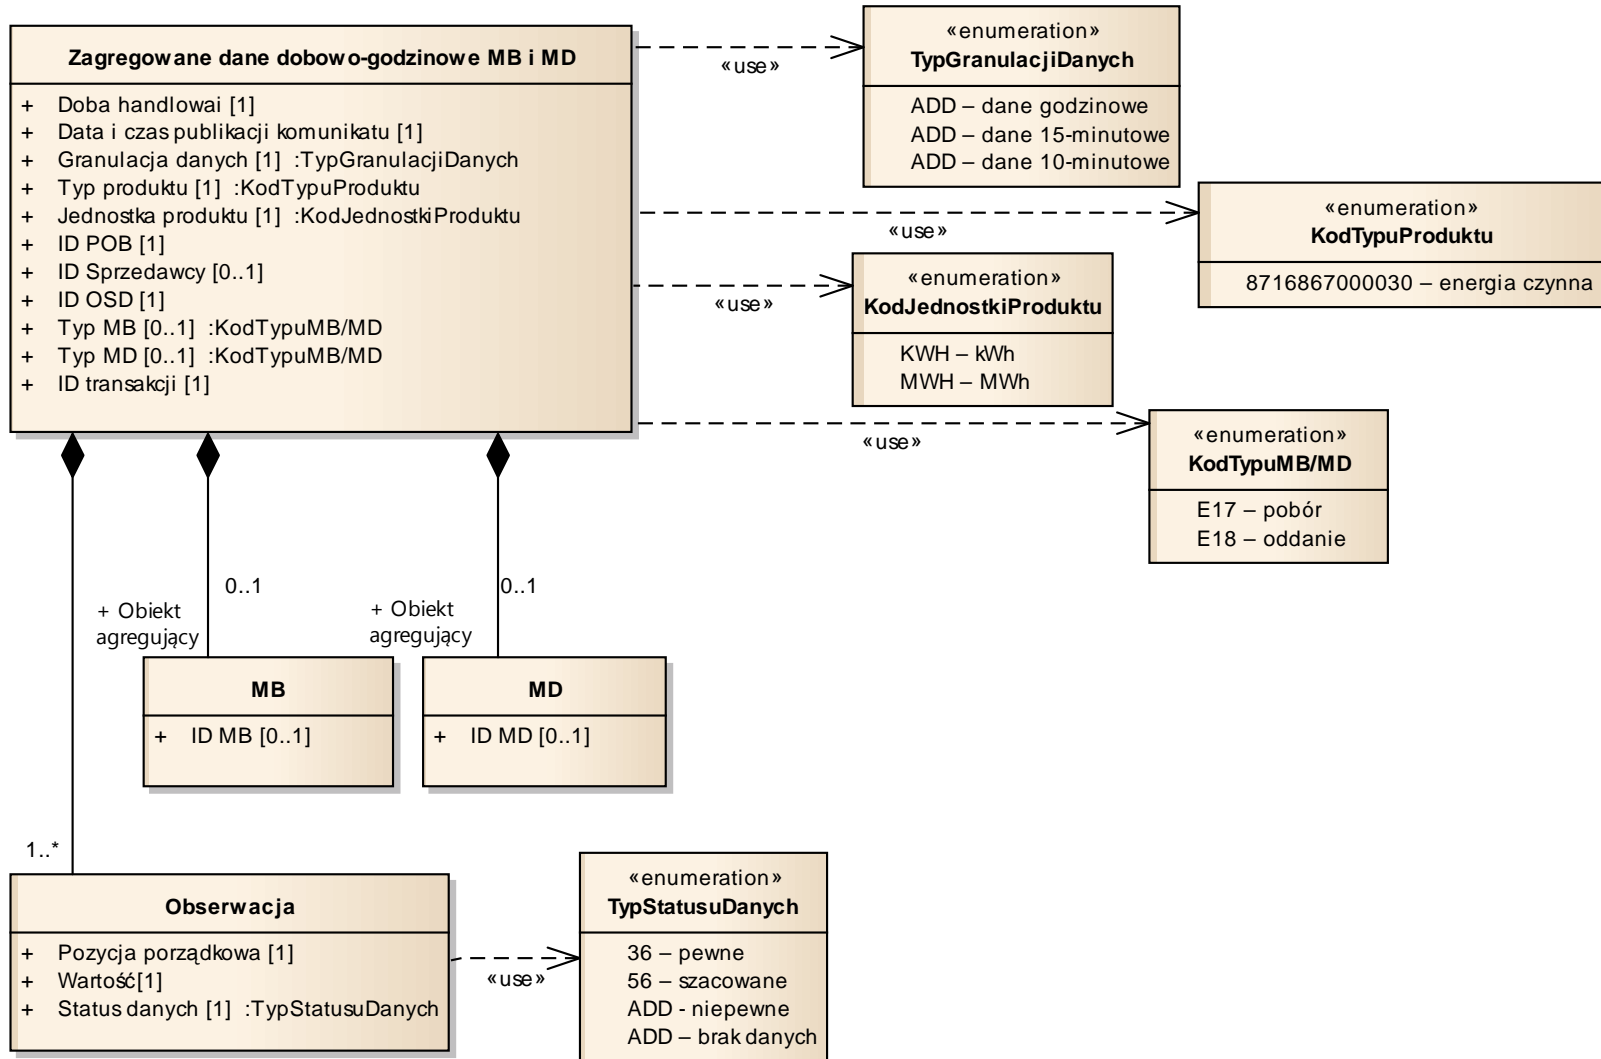 Zagregowane dane dobowo-godzinowe MB i MD
+ Doba handlowai [1]
+ Data i czas publikacji komunikatu [1]
+ Granulacja danych [1] :TypGranulacjiDanych
+ Typ produktu [1] :KodTypuProduktu
+ Jednostka produktu [1] :KodJednostkiProduktu
+ ID POB [1]
+ ID Sprzedawcy [0..1]
+ ID OSD [1]
+ Typ MB [0..1] :KodTypuMB/MD
+ Typ MD [0..1] :KodTypuMB/MD
+ ID transakcji [1]
«use»
«enumeration»
TypGranulacjiDanych
ADD – dane godzinowe
ADD – dane 15-minutowe
ADD – dane 10-minutowe
«use»
«enumeration»
KodTypuProduktu
8716867000030 – energia czynna
«use»
«enumeration»
KodJednostkiProduktu
KWH – kWh
MWH – MWh
«use»
«enumeration»
KodTypuMB/MD
E17 – pobór
E18 – oddanie
0..1
+ Obiekt
agregujący
0..1
+ Obiekt
agregujący
MB
+ ID MB [0..1]
MD
+ ID MD [0..1]
1..*
Obserwacja
+ Pozycja porządkowa [1]
+ Wartość[1]
+ Status danych [1] :TypStatusuDanych
«use»
«enumeration»
TypStatusuDanych
36 – pewne
56 – szacowane
ADD - niepewne
ADD – brak danych